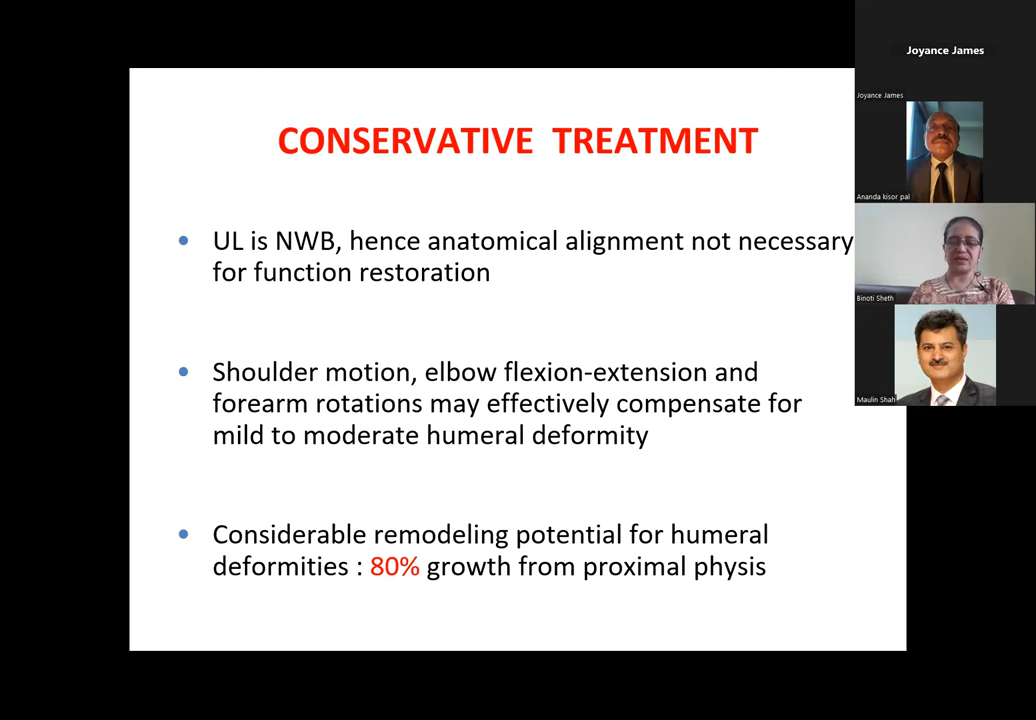 Joyance James
Joyance James
Ananda kisor pal
Binoti Sheth
Maulin Shah
CONSERVATIVE TREATMENT
• UL is NWB, hence anatomical alignment not necessary
for function restoration
• Shoulder motion, elbow flexion-extension and
forearm rotations may effectively compensate for
mild to moderate humeral deformity
• Considerable remodeling potential for humeral
deformities : 80% growth from proximal physis